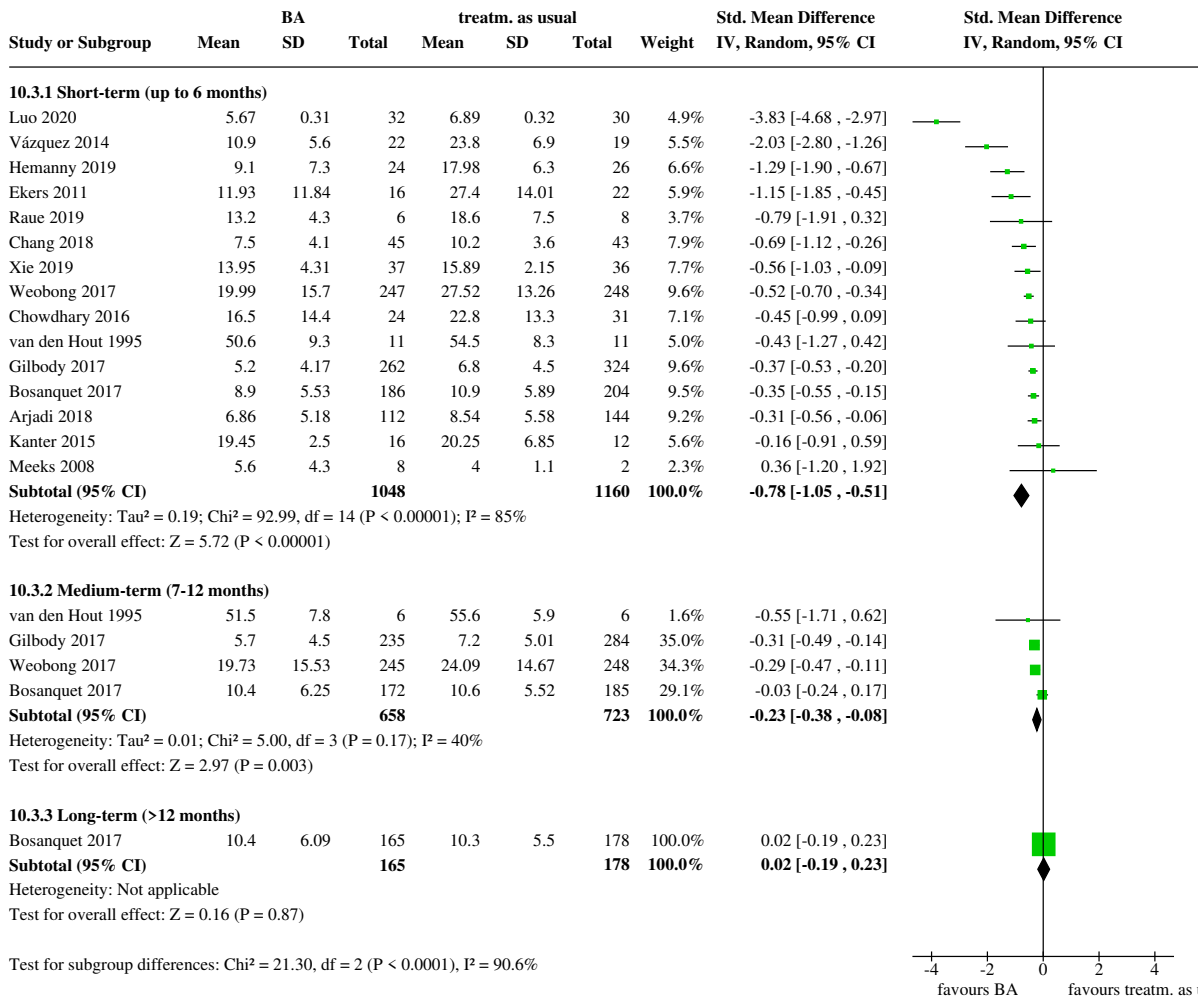 BA treatm. as usual Std. Mean Difference Std. Mean Difference
Study or Subgroup Mean SD Total Mean SD Total Weight IV, Random, 95% CI IV, Random, 95% CI
10.3.1 Short-term (up to 6 months)
Luo 2020 5.67 0.31 32 6.89 0.32 30 4.9% -3.83 [-4.68 , -2.97]
Vázquez 2014 10.9 5.6 22 23.8 6.9 19 5.5% -2.03 [-2.80 , -1.26]
Hemanny 2019 9.1 7.3 24 17.98 6.3 26 6.6% -1.29 [-1.90 , -0.67]
Ekers 2011 11.93 11.84 16 27.4 14.01 22 5.9% -1.15 [-1.85 , -0.45]
Raue 2019 13.2 4.3 6 18.6 7.5 8 3.7% -0.79 [-1.91 , 0.32]
Chang 2018 7.5 4.1 45 10.2 3.6 43 7.9% -0.69 [-1.12 , -0.26]
Xie 2019 13.95 4.31 37 15.89 2.15 36 7.7% -0.56 [-1.03 , -0.09]
Weobong 2017 19.99 15.7 247 27.52 13.26 248 9.6% -0.52 [-0.70 , -0.34]
Chowdhary 2016 16.5 14.4 24 22.8 13.3 31 7.1% -0.45 [-0.99 , 0.09]
van den Hout 1995 50.6 9.3 11 54.5 8.3 11 5.0% -0.43 [-1.27 , 0.42]
Gilbody 2017 5.2 4.17 262 6.8 4.5 324 9.6% -0.37 [-0.53 , -0.20]
Bosanquet 2017 8.9 5.53 186 10.9 5.89 204 9.5% -0.35 [-0.55 , -0.15]
Arjadi 2018 6.86 5.18 112 8.54 5.58 144 9.2% -0.31 [-0.56 , -0.06]
Kanter 2015 19.45 2.5 16 20.25 6.85 12 5.6% -0.16 [-0.91 , 0.59]
Meeks 2008 5.6 4.3 8 4 1.1 2 2.3% 0.36 [-1.20 , 1.92]
Subtotal (95% CI) 1048 1160 100.0% -0.78 [-1.05 , -0.51]
Heterogeneity: Tau² = 0.19; Chi² = 92.99, df = 14 (P < 0.00001); I² = 85%
Test for overall effect: Z = 5.72 (P < 0.00001)
10.3.2 Medium-term (7-12 months)
van den Hout 1995 51.5 7.8 6 55.6 5.9 6 1.6% -0.55 [-1.71 , 0.62]
Gilbody 2017 5.7 4.5 235 7.2 5.01 284 35.0% -0.31 [-0.49 , -0.14]
Weobong 2017 19.73 15.53 245 24.09 14.67 248 34.3% -0.29 [-0.47 , -0.11]
Bosanquet 2017 10.4 6.25 172 10.6 5.52 185 29.1% -0.03 [-0.24 , 0.17]
Subtotal (95% CI) 658 723 100.0% -0.23 [-0.38 , -0.08]
Heterogeneity: Tau² = 0.01; Chi² = 5.00, df = 3 (P = 0.17); I² = 40%
Test for overall effect: Z = 2.97 (P = 0.003)
10.3.3 Long-term (>12 months)
Bosanquet 2017 10.4 6.09 165 10.3 5.5 178 100.0% 0.02 [-0.19 , 0.23]
Subtotal (95% CI) 165 178 100.0% 0.02 [-0.19 , 0.23]
Heterogeneity: Not applicable
Test for overall effect: Z = 0.16 (P = 0.87)
Test for subgroup differences: Chi² = 21.30, df = 2 (P < 0.0001), I² = 90.6%
-4 -2 0 2 4
favours BA favours treatm. as